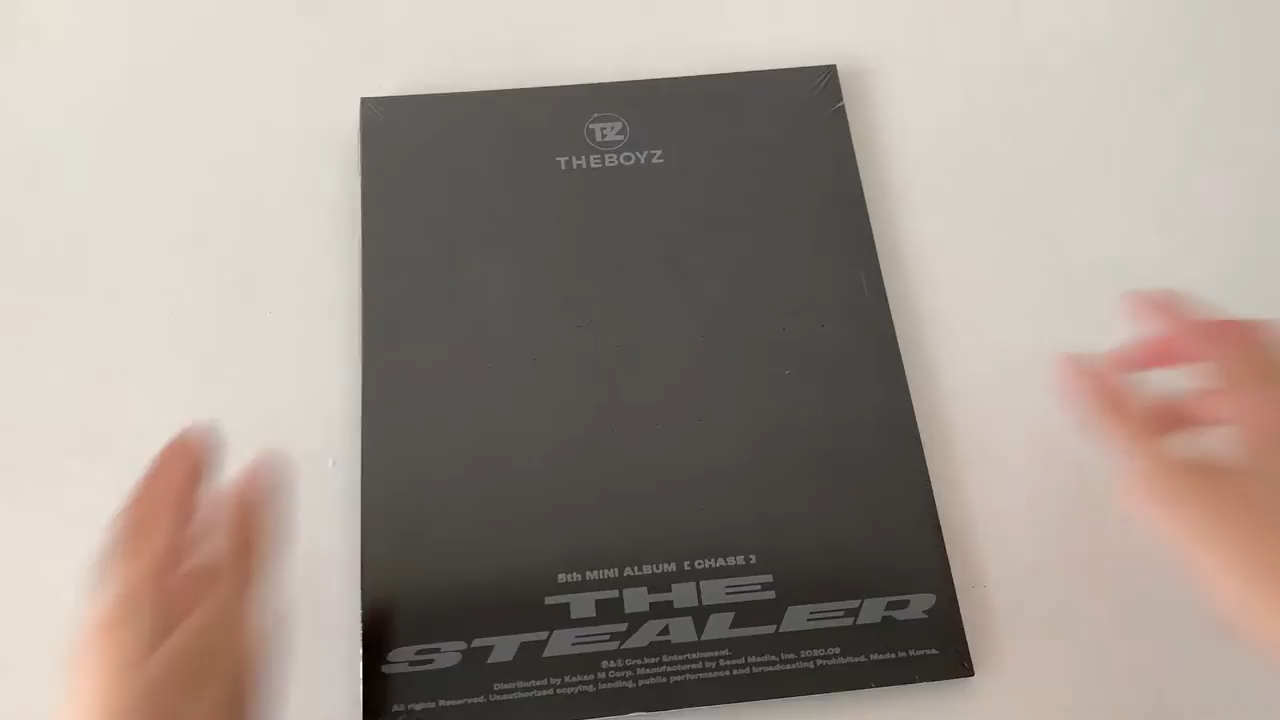 TBZ
THEBOYZ
5th MINI ALBUM [ CHASE ]
THE
STEALER
℗&© Cre.ker Entertainment.
Distributed by Kakao M Corp. Manufactured by Seoul Media, Inc. 2020.09
All rights Reserved. Unauthorized copying, lending, public performance and broadcasting Prohibited. Made in Korea.